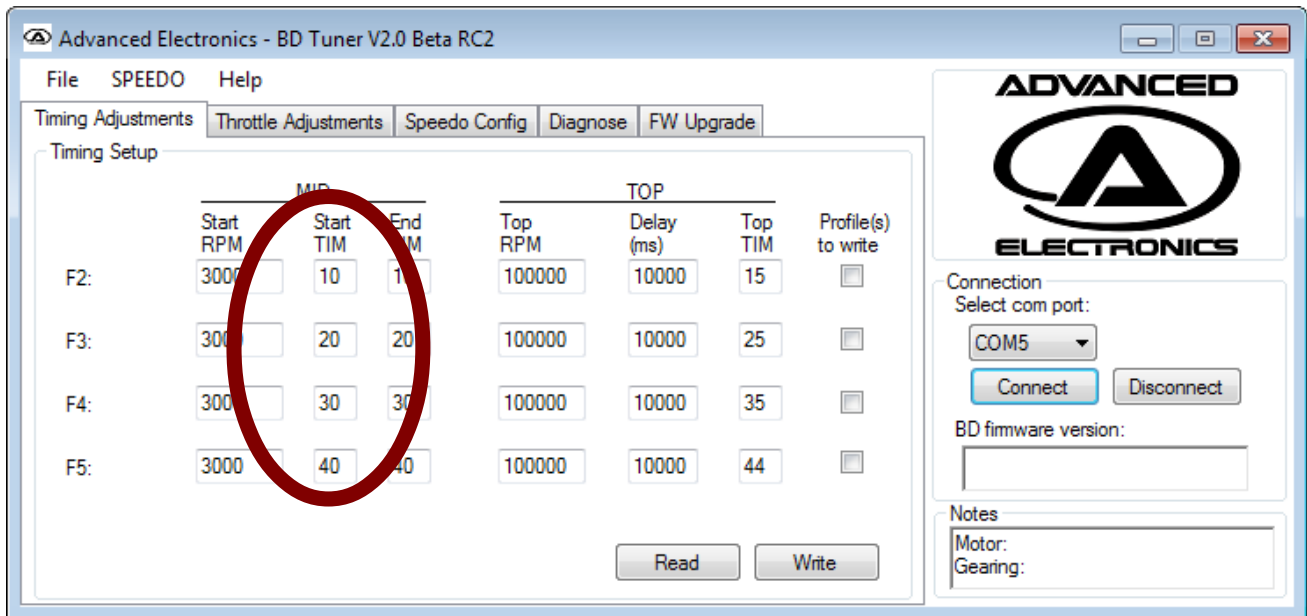 Advanced Electronics - BD Tuner V2.0 Beta RC2
File SPEEDO Help
Timing Adjustments Throttle Adjustments Speedo Config Diagnose FW Upgrade
Timing Setup
TOP
Start RPM Start TIM End Top RPM Delay (ms) Top TIM Profile(s) to write
F2: 10 100000 10000 15
F3: 20 20 100000 10000 25
F4: 30 30 100000 10000 35
F5: 3000 40 40 100000 10000 44
Read Write
ADVANCED
A
ELECTRONICS
Connection
Select com port:
COM5
Connect Disconnect
BD firmware version:
Notes
Motor:
Gearing: